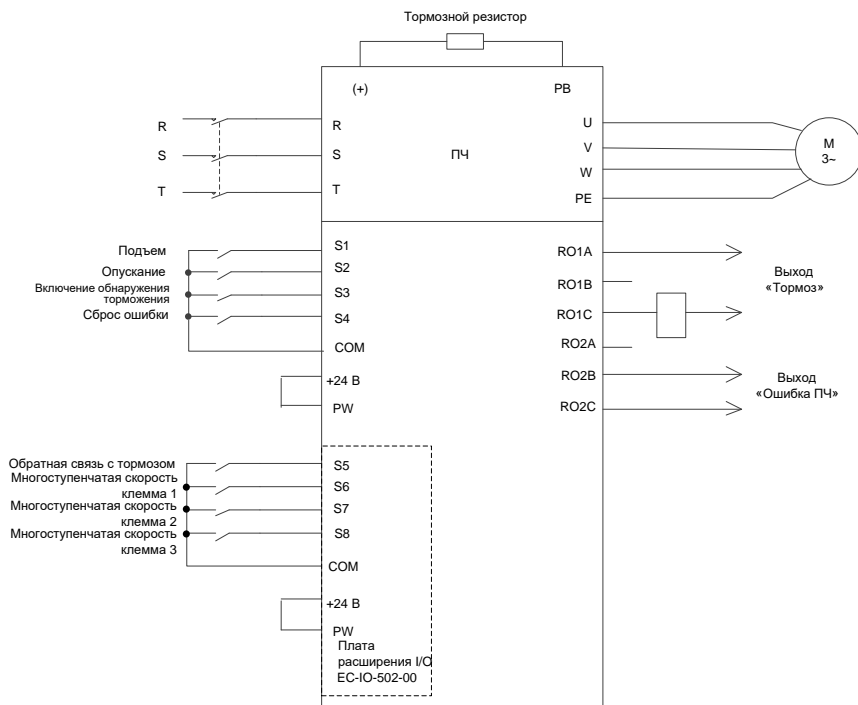 Тормозной резистор
(+)
PB
R
R
U
S
S
ПЧ
V
M
3~
W
T
T
PE
Подъем
S1
RO1A
Опускание
S2
Выход
«Тормоз»
Включение обнаружения
торможения
S3
RO1B
Сброс ошибки
S4
RO1C
COM
RO2A
+24 В
RO2B
Выход
«Ошибка ПЧ»
PW
RO2C
Обратная связь с тормозом
S5
Многоступенчатая скорость
клемма 1
S6
Многоступенчатая скорость
клемма 2
S7
Многоступенчатая скорость
клемма 3
S8
COM
+24 В
PW
Плата
расширения I/O
EC-IO-502-00